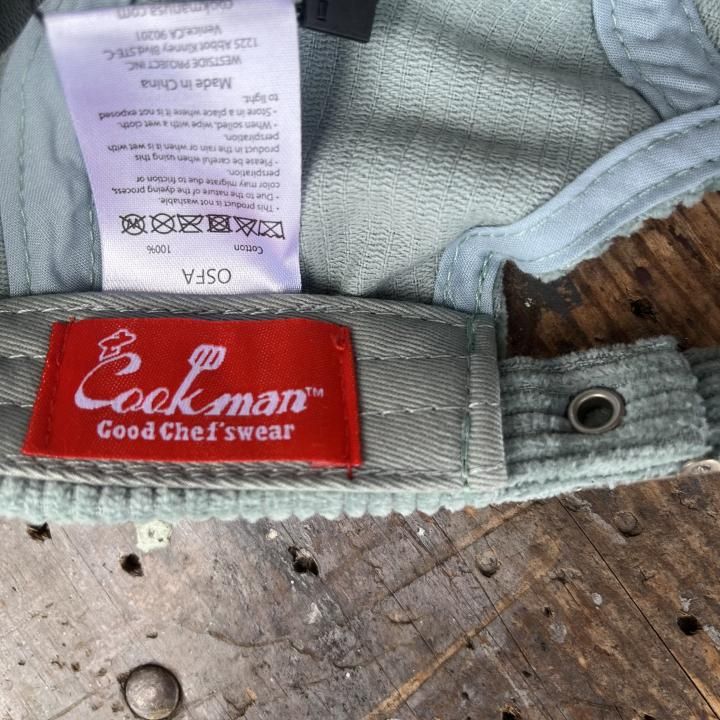 OSFA
Cotton 100%
• This product is not washable.
• Due to the nature of the dyeing process,
color may migrate due to friction or
perspiration.
• Please be careful when using this
product in the rain or when it is wet with
perspiration.
• When soiled, wipe with a wet cloth.
• Store in a place where it is not exposed
to light.
Made in China
WESTSIDE PROJECT INC
1225 Abbot Kinney Blvd.STE-C,
Venice,CA 90201
cookmanusa.com
Cookman™
Good Chef'swear